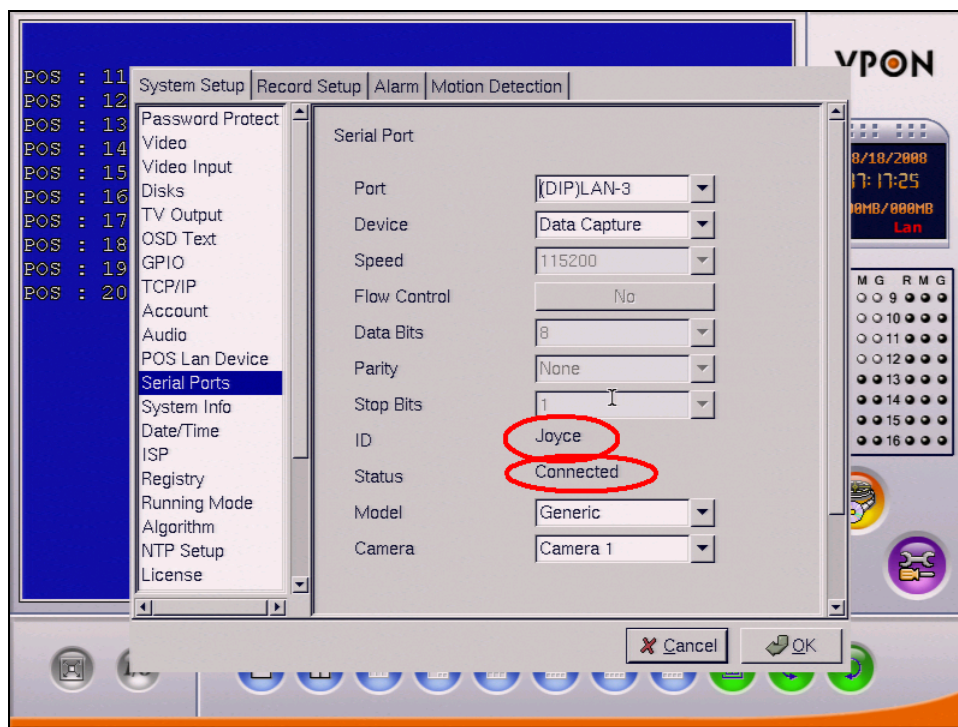 VPON
POS : 11
POS : 12
POS : 13
POS : 14
POS : 15
POS : 16
POS : 17
POS : 18
POS : 19
POS : 20
System Setup Record Setup Alarm Motion Detection
Password Protect
Video
Video Input
Disks
TV Output
OSD Text
GPIO
TCP/IP
Account
Audio
POS Lan Device
Serial Ports
System Info
Date/Time
ISP
Registry
Running Mode
Algorithm
NTP Setup
License
Serial Port
Port (DIP)LAN-3
Device Data Capture
Speed 115200
Flow Control No
Data Bits 8
Parity None
Stop Bits 1
ID Joyce
Status Connected
Model Generic
Camera Camera 1
Cancel
OK
8/18/2008
17:17:25
0MB/000MB
Lan
M G R M G
9
10
11
12
13
14
15
16